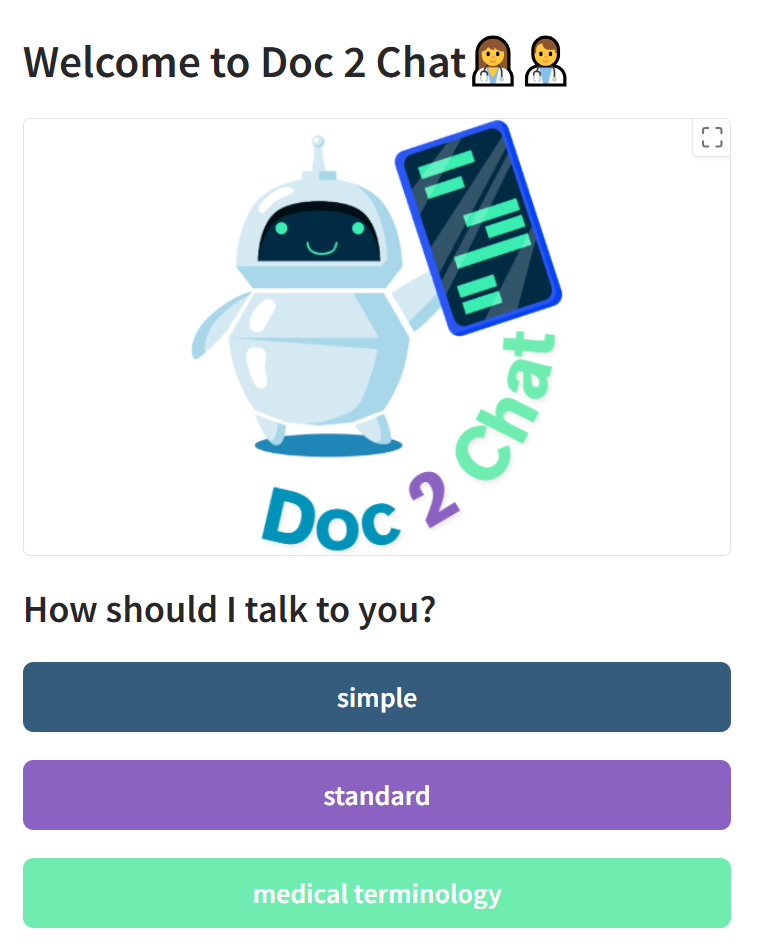 Welcome to Doc 2 Chat👩‍⚕️👨‍⚕️
Doc 2 Chat
How should I talk to you?
simple
standard
medical terminology